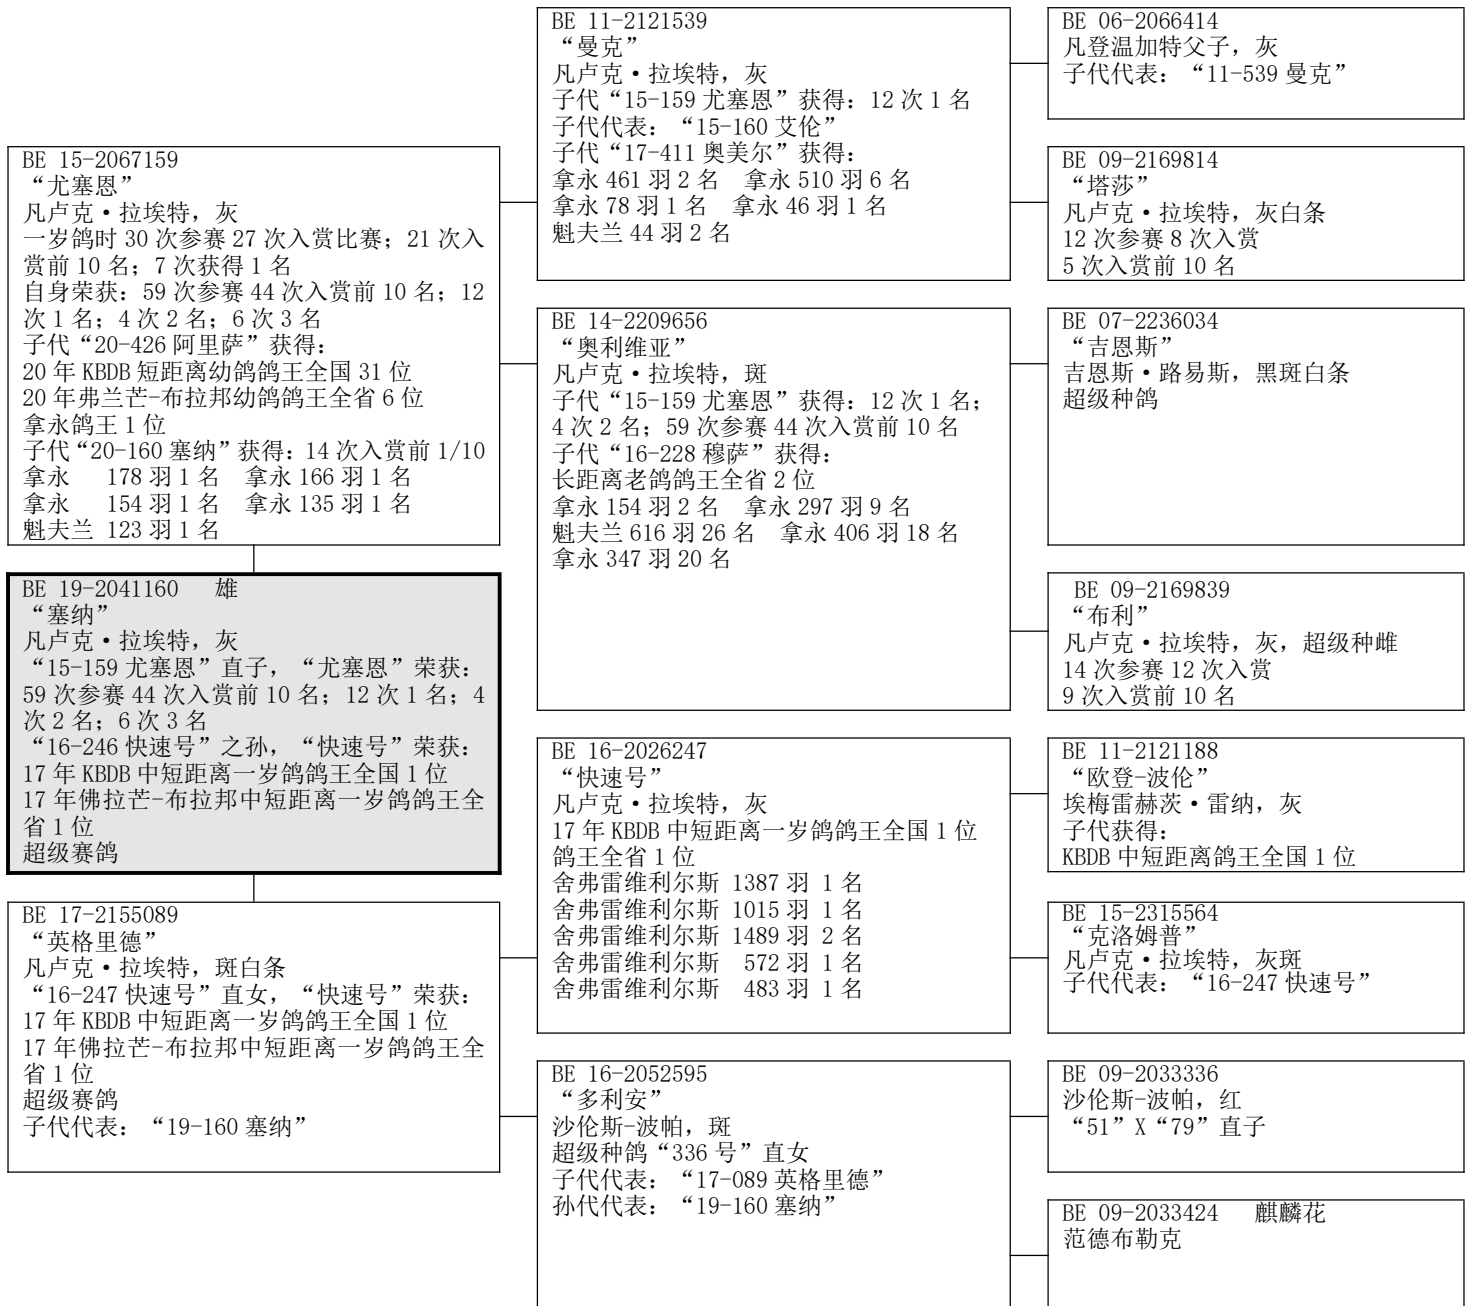 BE 15-2067159
“尤塞恩”
凡卢克·拉埃特，灰
一岁鸽时 30 次参赛 27 次入赏比赛；21 次入
赏前 10 名；7 次获得 1 名
自身荣获：59 次参赛 44 次入赏前 10 名；12
次 1 名；4 次 2 名；6 次 3 名
子代“20-426 阿里萨”获得：
20 年 KBDB 短距离幼鸽鸽王全国 31 位
20 年弗兰芒-布拉邦幼鸽鸽王全省 6 位
拿永鸽王 1 位
子代“20-160 塞纳”获得：14 次入赏前 1/10
拿永 178 羽 1 名 拿永 166 羽 1 名
拿永 154 羽 1 名 拿永 135 羽 1 名
魁夫兰 123 羽 1 名
BE 19-2041160 雄
“塞纳”
凡卢克·拉埃特，灰
“15-159 尤塞恩”直子，“尤塞恩”荣获：
59 次参赛 44 次入赏前 10 名；12 次 1 名；4
次 2 名；6 次 3 名
“16-246 快速号”之孙，“快速号”荣获：
17 年 KBDB 中短距离一岁鸽鸽王全国 1 位
17 年佛拉芒-布拉邦中短距离一岁鸽鸽王全
省 1 位
超级赛鸽
BE 17-2155089
“英格里德”
凡卢克·拉埃特，斑白条
“16-247 快速号”直女，“快速号”荣获：
17 年 KBDB 中短距离一岁鸽鸽王全国 1 位
17 年佛拉芒-布拉邦中短距离一岁鸽鸽王全
省 1 位
超级赛鸽
子代代表：“19-160 塞纳”
BE 11-2121539
“曼克”
凡卢克·拉埃特，灰
子代“15-159 尤塞恩”获得：12 次 1 名
子代代表：“15-160 艾伦”
子代“17-411 奥美尔”获得：
拿永 461 羽 2 名 拿永 510 羽 6 名
拿永 78 羽 1 名 拿永 46 羽 1 名
魁夫兰 44 羽 2 名
BE 14-2209656
“奥利维亚”
凡卢克·拉埃特，斑
子代“15-159 尤塞恩”获得：12 次 1 名；
4 次 2 名；59 次参赛 44 次入赏前 10 名
子代“16-228 穆萨”获得：
长距离老鸽鸽王全省 2 位
拿永 154 羽 2 名 拿永 297 羽 9 名
魁夫兰 616 羽 26 名 拿永 406 羽 18 名
拿永 347 羽 20 名
BE 16-2026247
“快速号”
凡卢克·拉埃特，灰
17 年 KBDB 中短距离一岁鸽鸽王全国 1 位
鸽王全省 1 位
舍弗雷维利尔斯 1387 羽 1 名
舍弗雷维利尔斯 1015 羽 1 名
舍弗雷维利尔斯 1489 羽 2 名
舍弗雷维利尔斯 572 羽 1 名
舍弗雷维利尔斯 483 羽 1 名
BE 16-2052595
“多利安”
沙伦斯-波帕，斑
超级种鸽“336 号”直女
子代代表：“17-089 英格里德”
孙代代表：“19-160 塞纳”
BE 06-2066414
凡登温加特父子，灰
子代代表：“11-539 曼克”
BE 09-2169814
“塔莎”
凡卢克·拉埃特，灰白条
12 次参赛 8 次入赏
5 次入赏前 10 名
BE 07-2236034
“吉恩斯”
吉恩斯·路易斯，黑斑白条
超级种鸽
BE 09-2169839
“布利”
凡卢克·拉埃特，灰，超级种雌
14 次参赛 12 次入赏
9 次入赏前 10 名
BE 11-2121188
“欧登-波伦”
埃梅雷赫茨·雷纳，灰
子代获得：
KBDB 中短距离鸽王全国 1 位
BE 15-2315564
“克洛姆普”
凡卢克·拉埃特，灰斑
子代代表：“16-247 快速号”
BE 09-2033336
沙伦斯-波帕，红
“51”X“79”直子
BE 09-2033424 麒麟花
范德布勒克